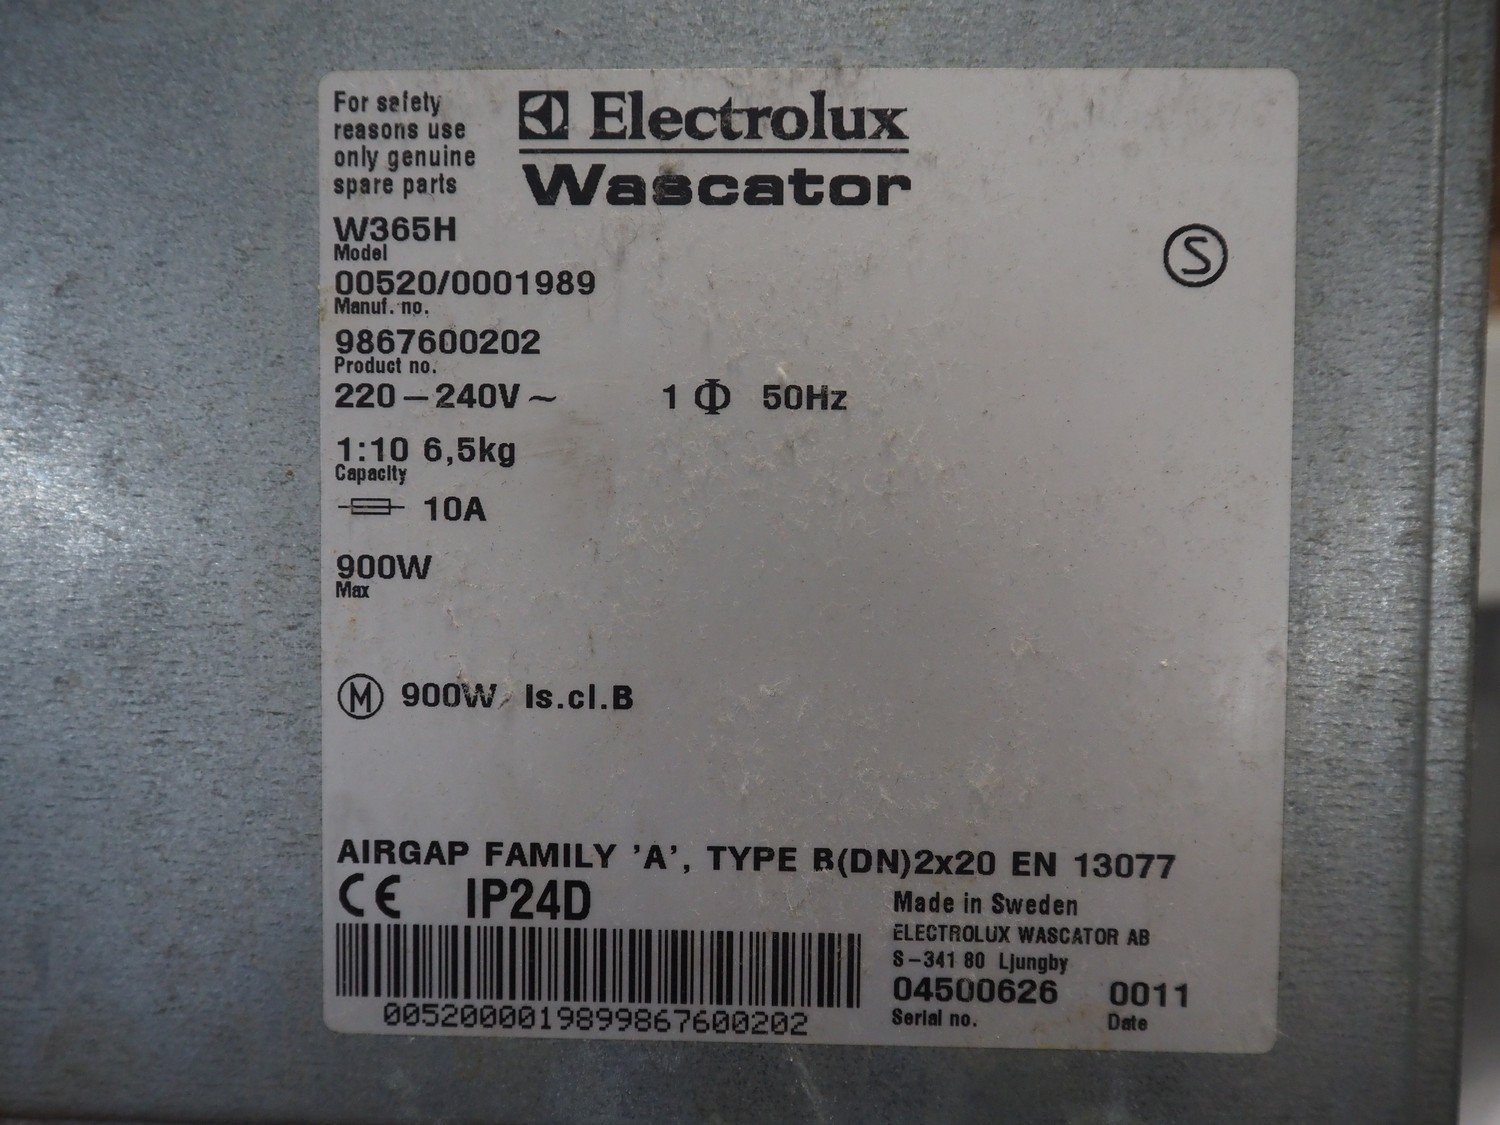 For safety
reasons use
only genuine
spare parts
Electrolux
Wascator
W365H
Model
S
00520/0001989
Manuf. no.
9867600202
Product no.
220–240V~ 1 Φ 50Hz
1:10 6,5kg
Capacity
10A
900W
Max
M 900W Is.cl.B
AIRGAP FAMILY 'A', TYPE B(DN)2x20 EN 13077
CE IP24D
Made in Sweden
ELECTROLUX WASCATOR AB
S–341 80 Ljungby
04500626 0011
Serial no. Date
0052000019899867600202